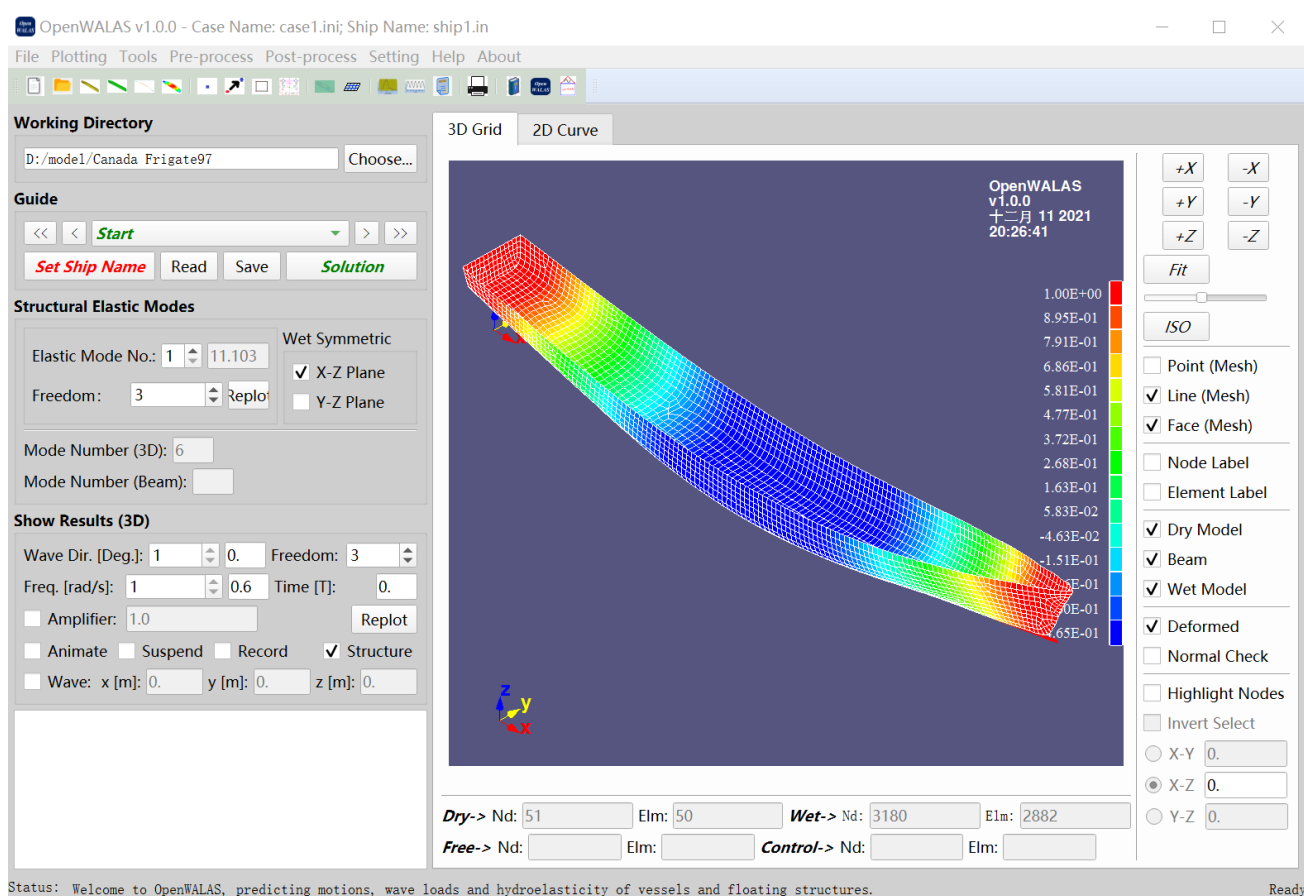 OpenWALAS v1.0.0 - Case Name: case1.ini; Ship Name: ship1.in
File Plotting Tools Pre-process Post-process Setting Help About
Working Directory
D:/model/Canada Frigate97 Choose...
Guide
<< < Start > >>
Set Ship Name Read Save Solution
Structural Elastic Modes
Elastic Mode No.: 1 11.103
Freedom: 3 Replot
Wet Symmetric
X-Z Plane
Y-Z Plane
Mode Number (3D): 6
Mode Number (Beam):
Show Results (3D)
Wave Dir. [Deg.]: 1 0. Freedom: 3
Freq. [rad/s]: 1 0.6 Time [T]: 0.
Amplifier: 1.0 Replot
Animate Suspend Record Structure
Wave: x [m]: 0. y [m]: 0. z [m]: 0.
3D Grid 2D Curve
OpenWALAS
v1.0.0
十二月 11 2021
20:26:41
1.00E+00
8.95E-01
7.91E-01
6.86E-01
5.81E-01
4.77E-01
3.72E-01
2.68E-01
1.63E-01
5.83E-02
-4.63E-02
-1.51E-01
E-01
0E-01
.65E-01
x
z
y
x
+X -X
+Y -Y
+Z -Z
Fit
ISO
Point (Mesh)
Line (Mesh)
Face (Mesh)
Node Label
Element Label
Dry Model
Beam
Wet Model
Deformed
Normal Check
Highlight Nodes
Invert Select
X-Y 0.
X-Z 0.
Y-Z 0.
Dry-> Nd: 51 Elm: 50 Wet-> Nd: 3180 Elm: 2882
Free-> Nd: Elm: Control-> Nd: Elm:
Status: Welcome to OpenWALAS, predicting motions, wave loads and hydroelasticity of vessels and floating structures. Ready